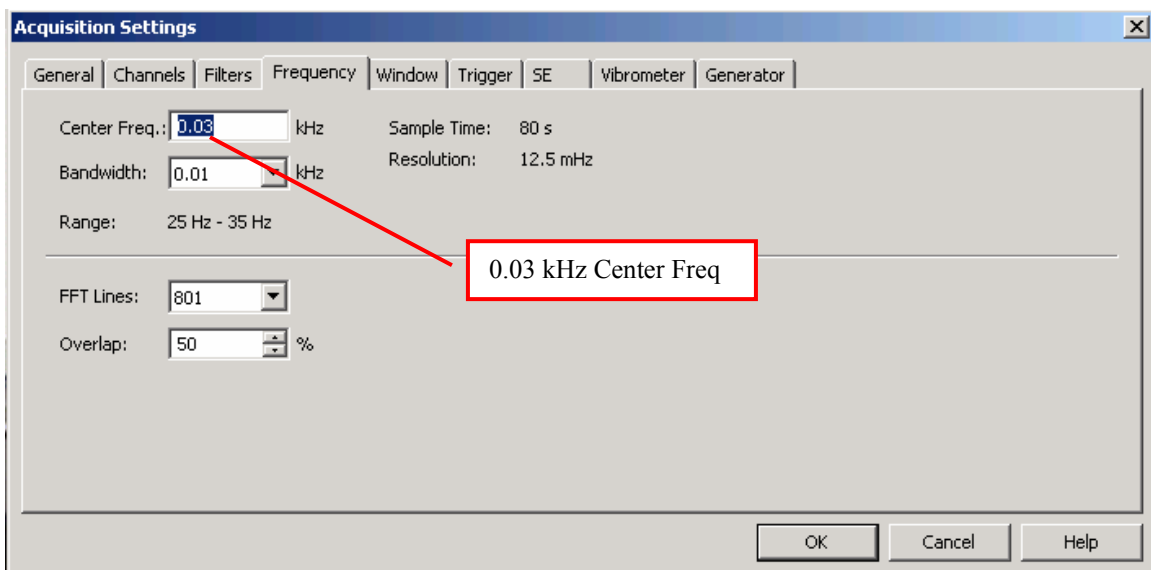 Acquisition Settings
General Channels Filters Frequency Window Trigger SE Vibrometer Generator
Center Freq.: 0.03 kHz Sample Time: 80 s
Bandwidth: 0.01 kHz Resolution: 12.5 mHz
Range: 25 Hz - 35 Hz
0.03 kHz Center Freq
FFT Lines: 801
Overlap: 50 %
OK Cancel Help